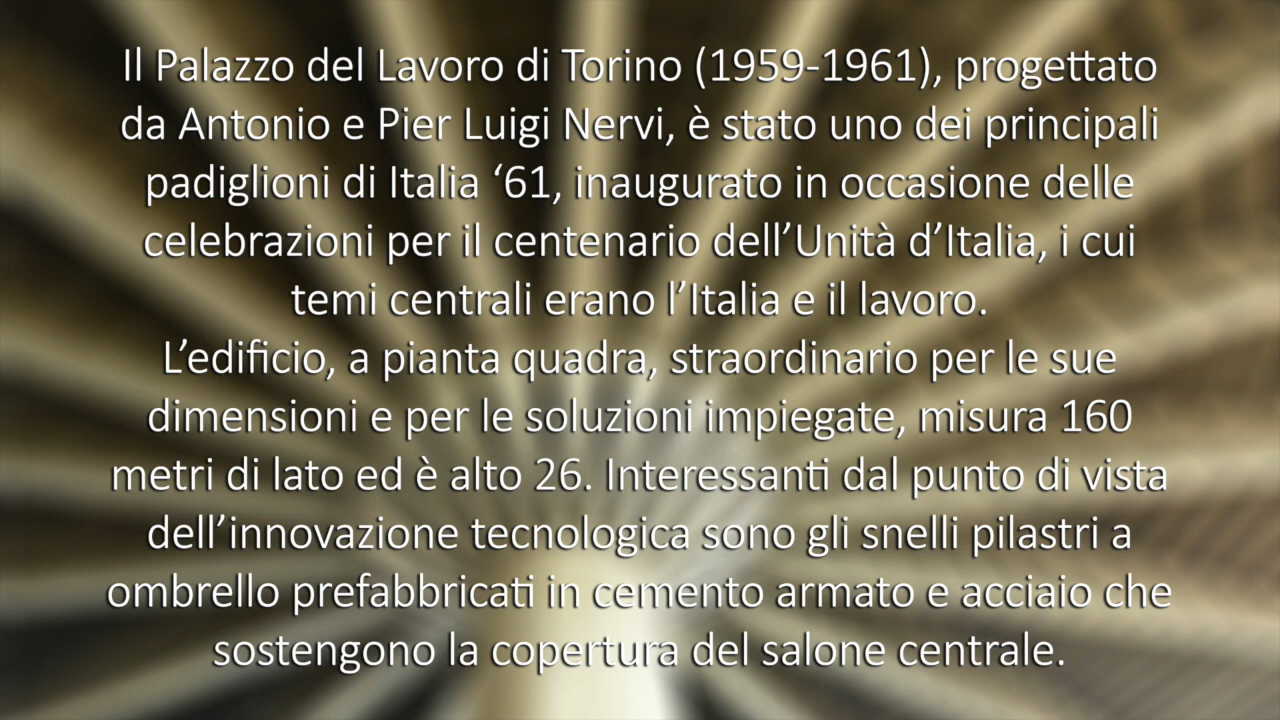 Il Palazzo del Lavoro di Torino (1959-1961), progettato
da Antonio e Pier Luigi Nervi, è stato uno dei principali
padiglioni di Italia ‘61, inaugurato in occasione delle
celebrazioni per il centenario dell’Unità d’Italia, i cui
temi centrali erano l’Italia e il lavoro.
L’edificio, a pianta quadra, straordinario per le sue
dimensioni e per le soluzioni impiegate, misura 160
metri di lato ed è alto 26. Interessanti dal punto di vista
dell’innovazione tecnologica sono gli snelli pilastri a
ombrello prefabbricati in cemento armato e acciaio che
sostengono la copertura del salone centrale.